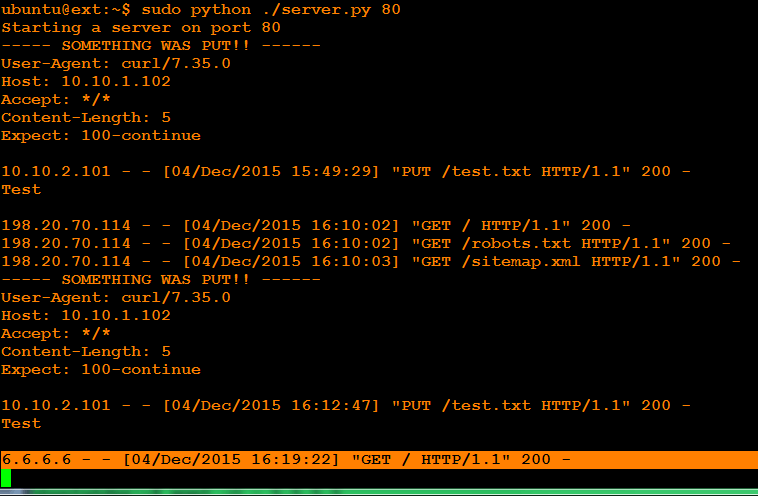 ubuntu@ext:~$ sudo python ./server.py 80
Starting a server on port 80
----- SOMETHING WAS PUT!! ------
User-Agent: curl/7.35.0
Host: 10.10.1.102
Accept: */*
Content-Length: 5
Expect: 100-continue
10.10.2.101 - - [04/Dec/2015 15:49:29] "PUT /test.txt HTTP/1.1" 200 -
Test
198.20.70.114 - - [04/Dec/2015 16:10:02] "GET / HTTP/1.1" 200 -
198.20.70.114 - - [04/Dec/2015 16:10:02] "GET /robots.txt HTTP/1.1" 200 -
198.20.70.114 - - [04/Dec/2015 16:10:03] "GET /sitemap.xml HTTP/1.1" 200 -
----- SOMETHING WAS PUT!! ------
User-Agent: curl/7.35.0
Host: 10.10.1.102
Accept: */*
Content-Length: 5
Expect: 100-continue
10.10.2.101 - - [04/Dec/2015 16:12:47] "PUT /test.txt HTTP/1.1" 200 -
Test
6.6.6.6 - - [04/Dec/2015 16:19:22] "GET / HTTP/1.1" 200 -